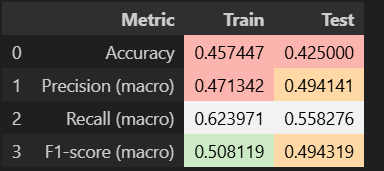 Metric Train Test
0 Accuracy 0.457447 0.425000
1 Precision (macro) 0.471342 0.494141
2 Recall (macro) 0.623971 0.558276
3 F1-score (macro) 0.508119 0.494319